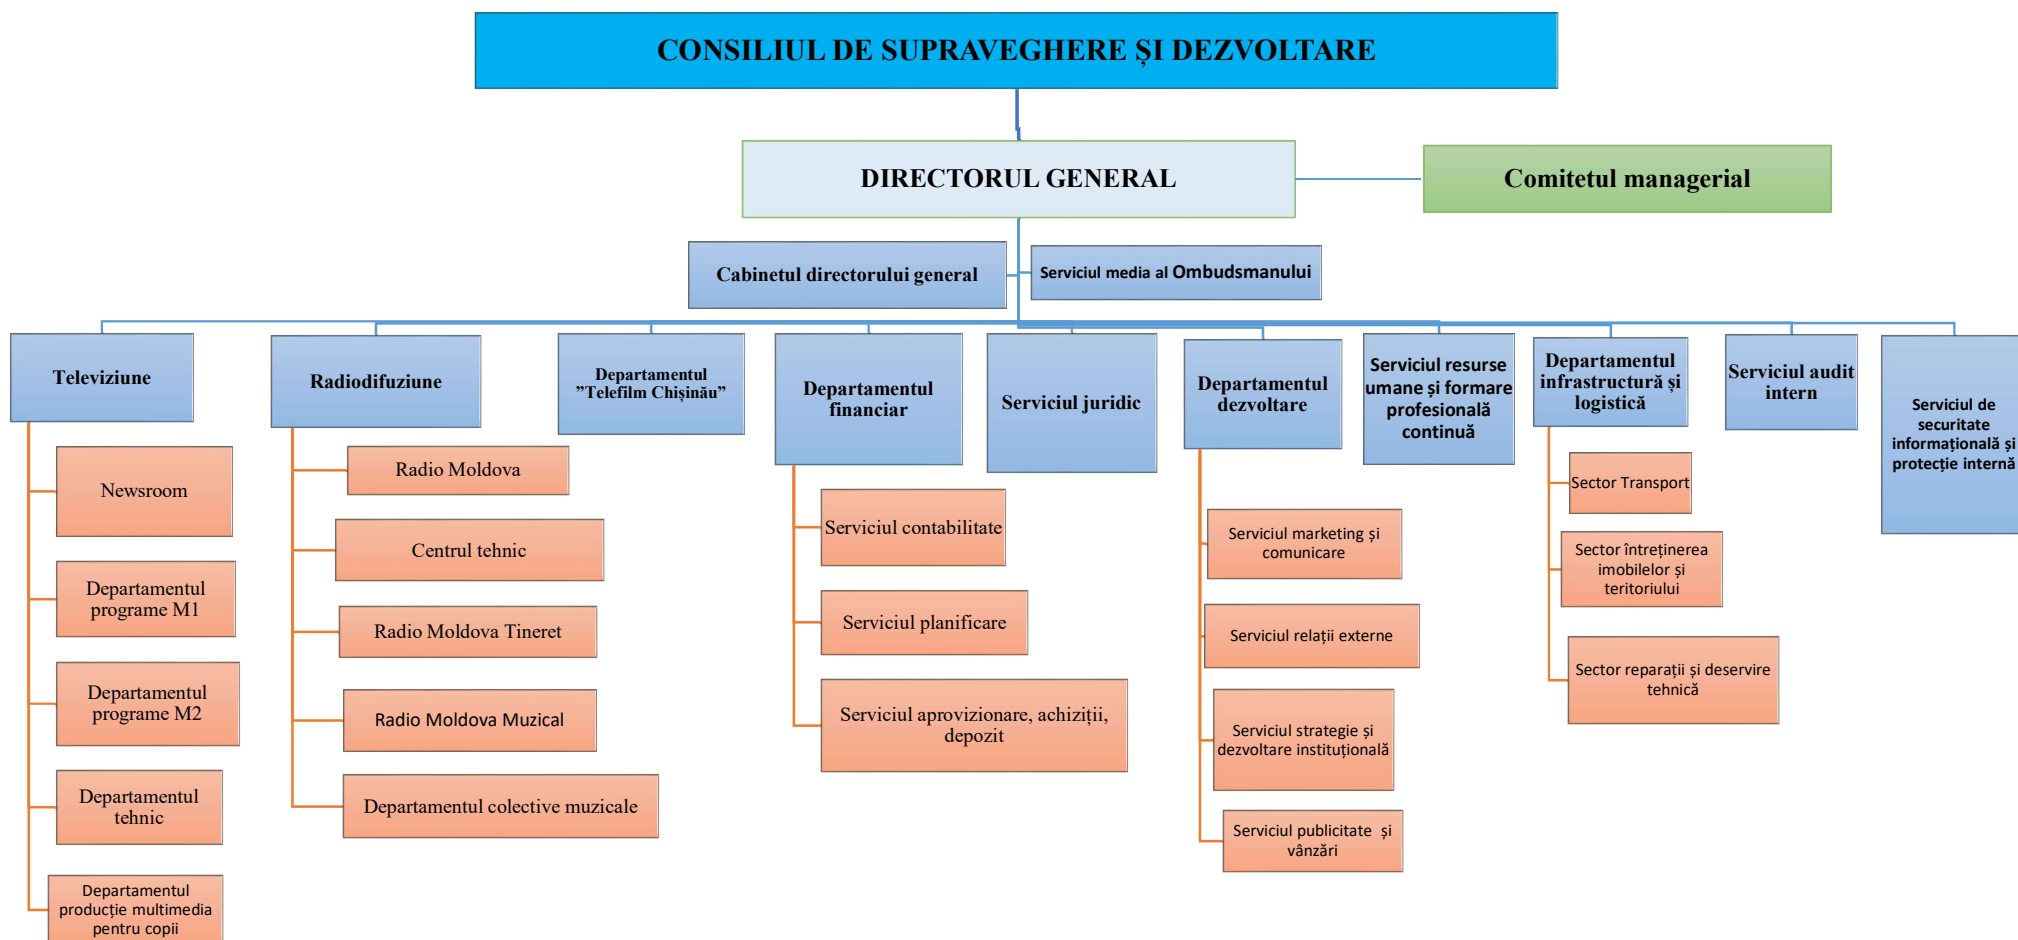 CONSILIUL DE SUPRAVEGHERE ȘI DEZVOLTARE
DIRECTORUL GENERAL
Comitetul managerial
Cabinetul directorului general
Serviciul media al Ombudsmanului
Televiziune
Radiodifuziune
Departamentul
”Telefilm Chișinău”
Departamentul
financiar
Serviciul juridic
Departamentul
dezvoltare
Serviciul resurse
umane și formare
profesională
continuă
Departamentul
infrastructură și
logistică
Serviciul audit
intern
Serviciul de
securitate
informațională și
protecție internă
Newsroom
Departamentul
programe M1
Departamentul
programe M2
Departamentul
tehnic
Departamentul
producție multimedia
pentru copii
Radio Moldova
Centrul tehnic
Radio Moldova Tineret
Radio Moldova Muzical
Departamentul colective muzicale
Serviciul contabilitate
Serviciul planificare
Serviciul aprovizionare, achiziții,
depozit
Serviciul marketing și
comunicare
Serviciul relații externe
Serviciul strategie și
dezvoltare instituțională
Serviciul publicitate și
vânzări
Sector Transport
Sector întreținerea
imobilelor și
teritoriului
Sector reparații și deservire
tehnică